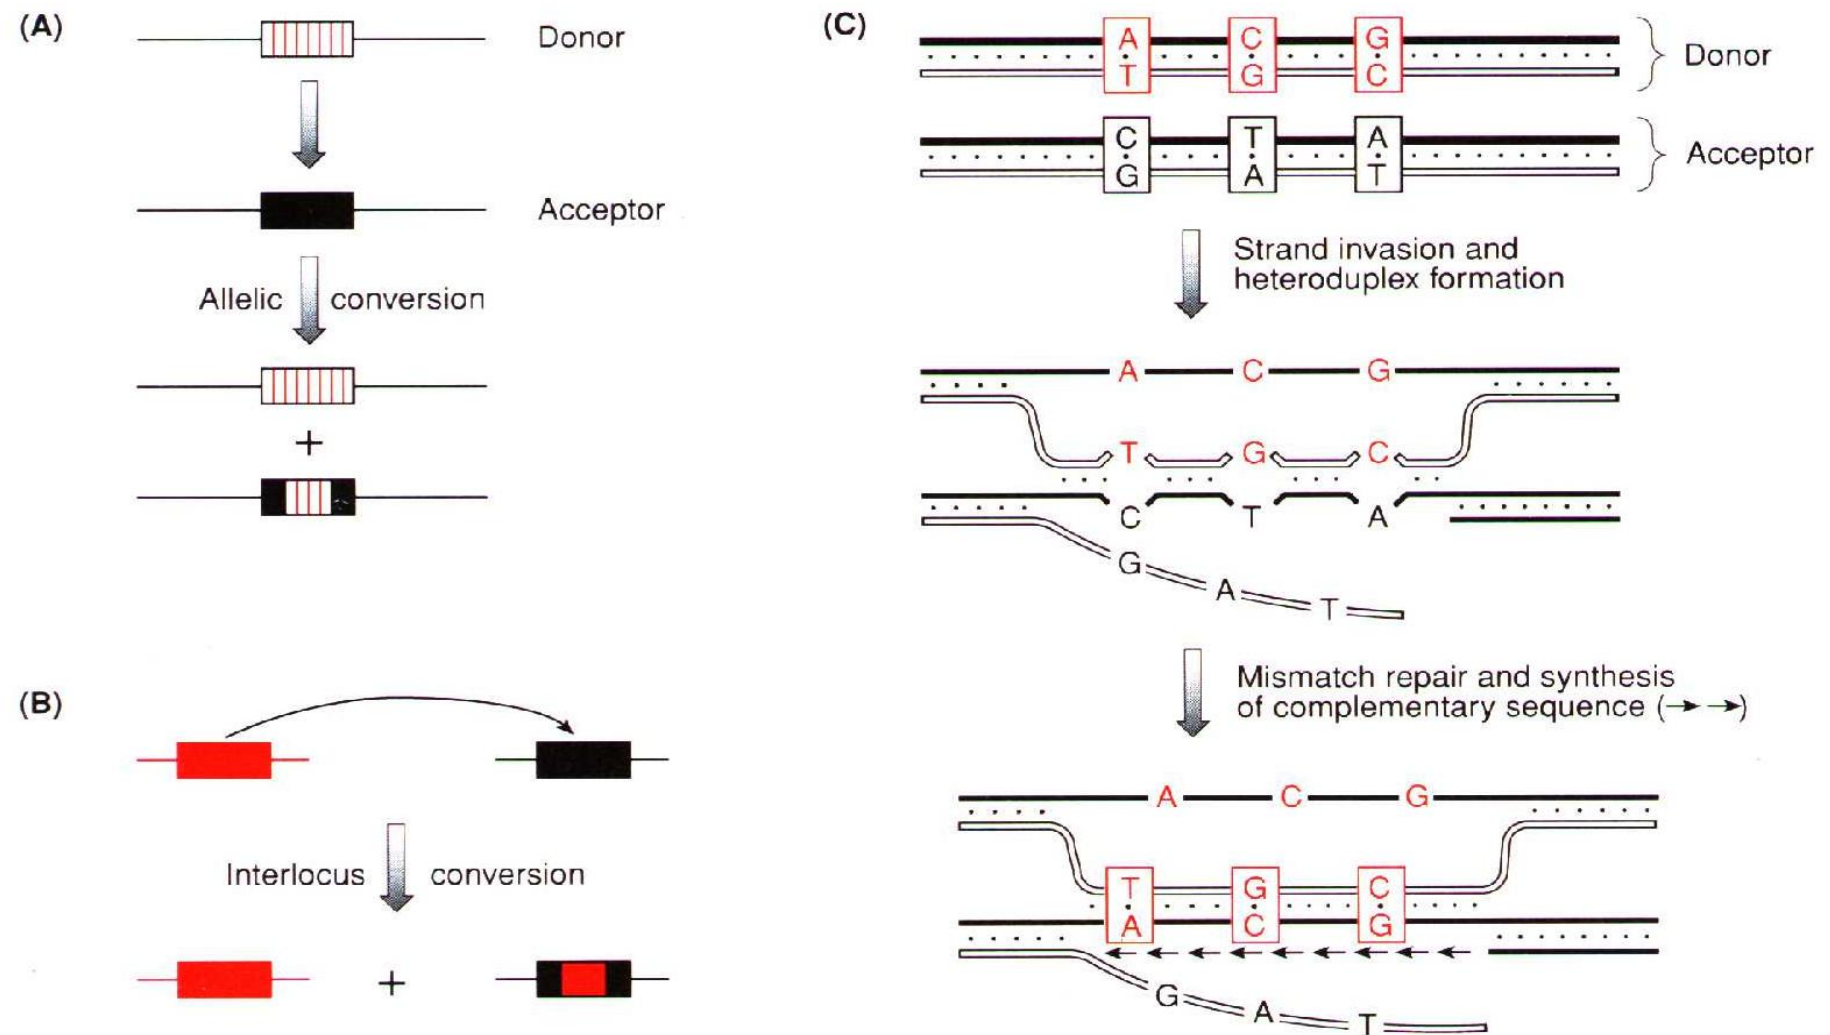 (A)
Donor
Acceptor
Allelic conversion
+
(B)
Interlocus conversion
+
(C)
A C G
T G C
Donor
C T A
G A T
Acceptor
Strand invasion and
heteroduplex formation
A C G
T G C
C T A
G A T
Mismatch repair and synthesis
of complementary sequence (→→)
A C G
T G C
A C G
G A T